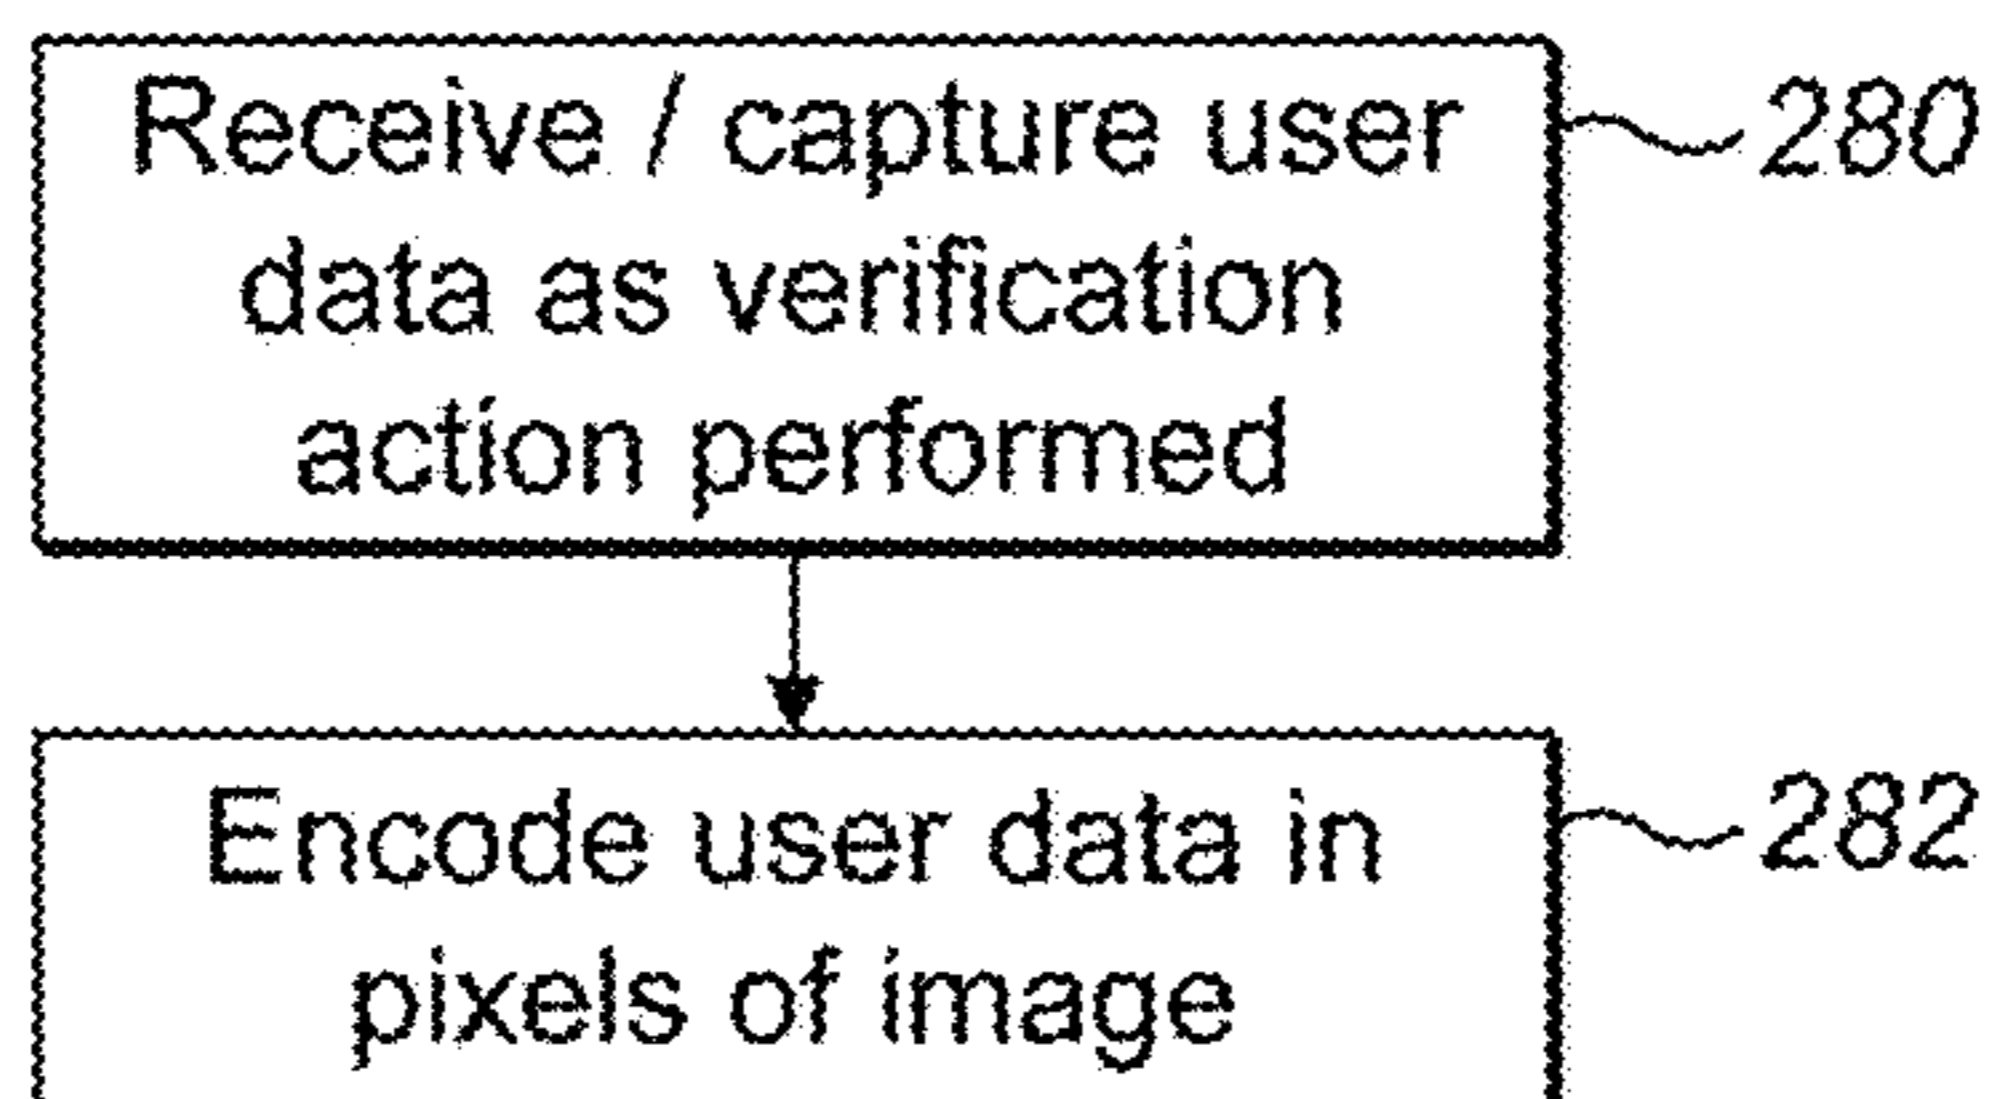 Receive / capture user 280
data as verification
action performed
Encode user data in 282
pixels of image